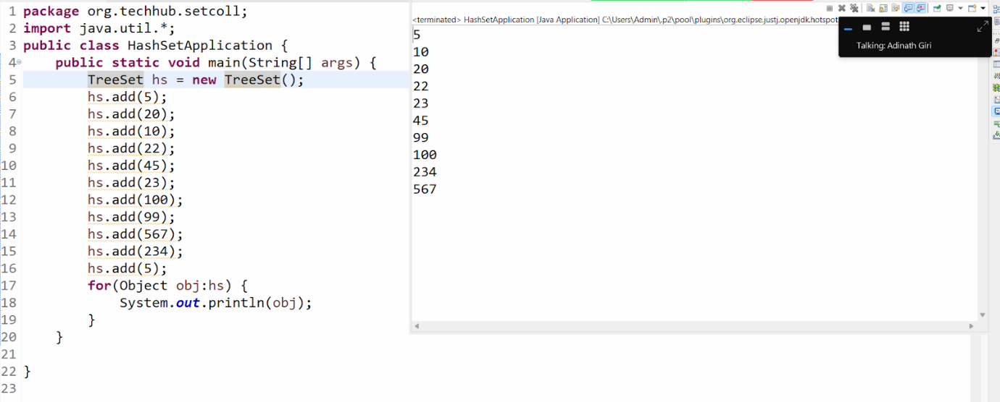 1 package org.techhub.setcoll;
2 import java.util.*;
3 public class HashSetApplication {
4     public static void main(String[] args) {
5         TreeSet hs = new TreeSet();
6         hs.add(5);
7         hs.add(20);
8         hs.add(10);
9         hs.add(22);
10         hs.add(45);
11         hs.add(23);
12         hs.add(100);
13         hs.add(99);
14         hs.add(567);
15         hs.add(234);
16         hs.add(5);
17         for(Object obj:hs) {
18             System.out.println(obj);
19         }
20     }
21
22 }
23
<terminated> HashSetApplication [Java Application] C:\Users\Admin\.p2\pool\plugins\org.eclipse.justj.openjdk.hotspot
5
10
20
22
23
45
99
100
234
567
Talking: Adinath Giri